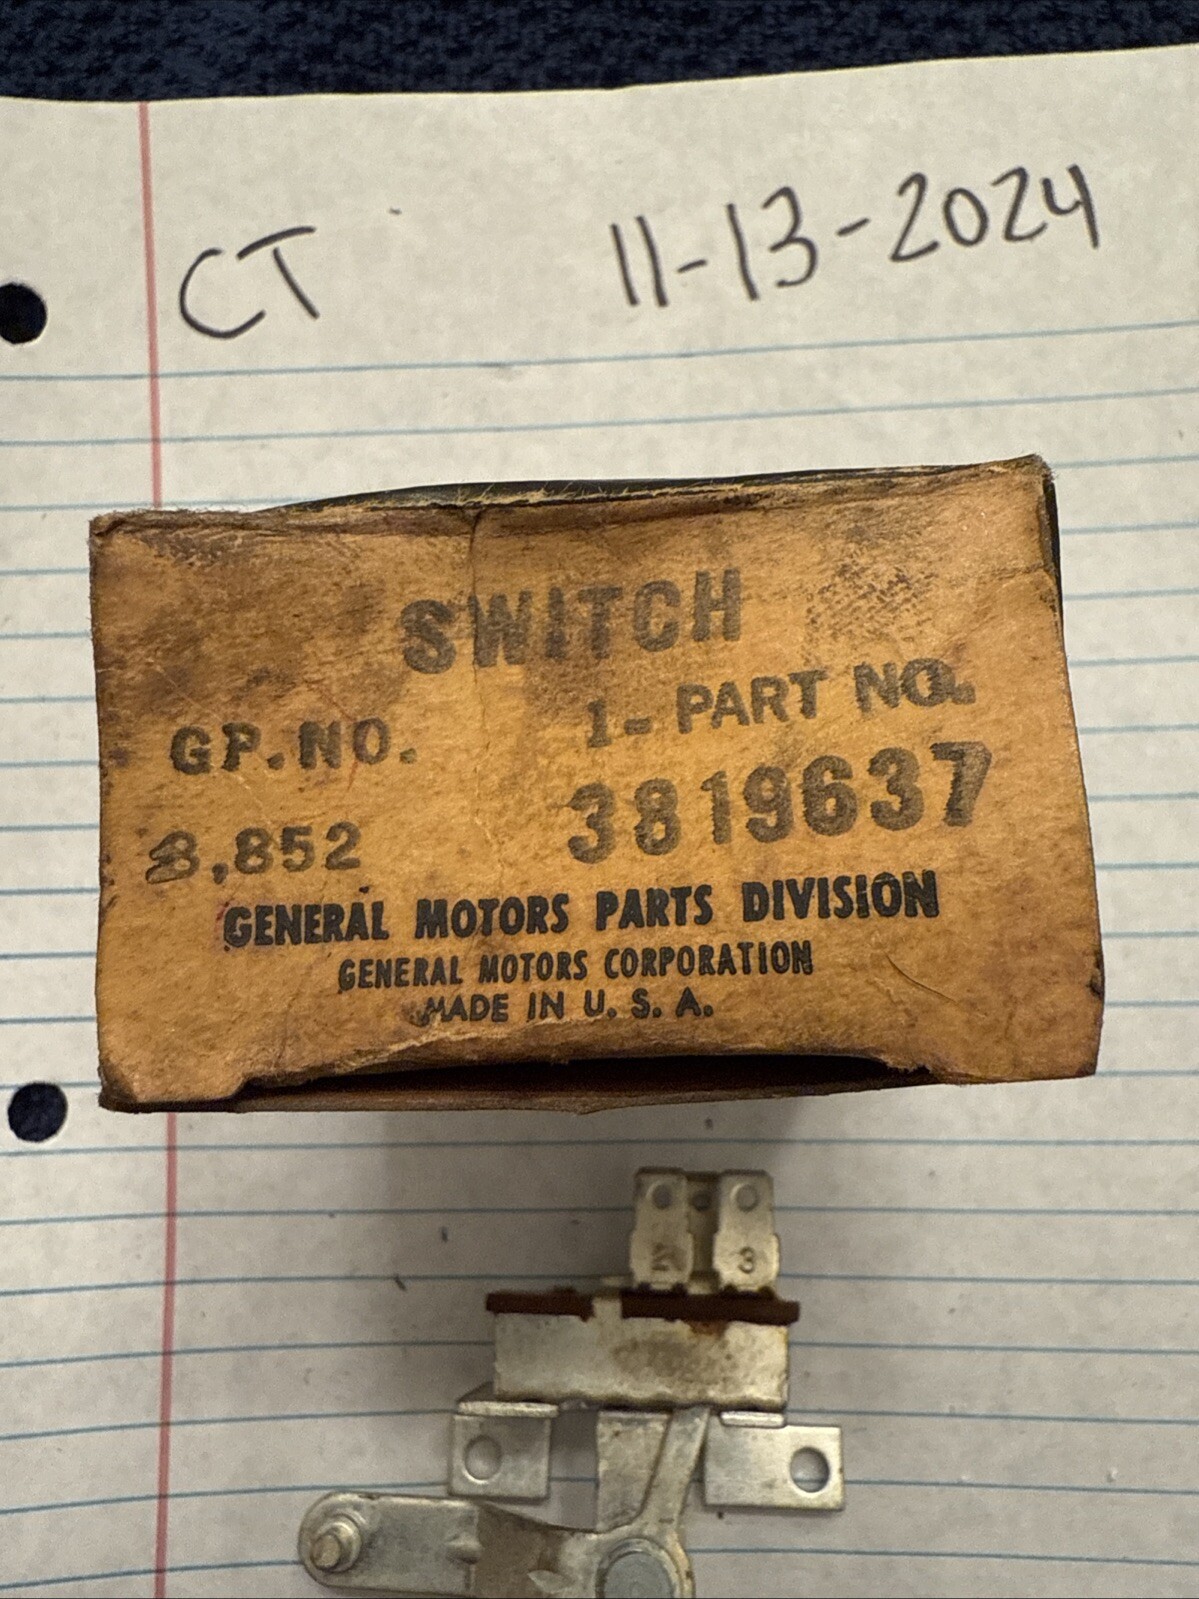 CT 11-13-2024
SWITCH
GP. NO. 1- PART NO.
8,852 3819637
GENERAL MOTORS PARTS DIVISION
GENERAL MOTORS CORPORATION
MADE IN U. S. A.
2 3